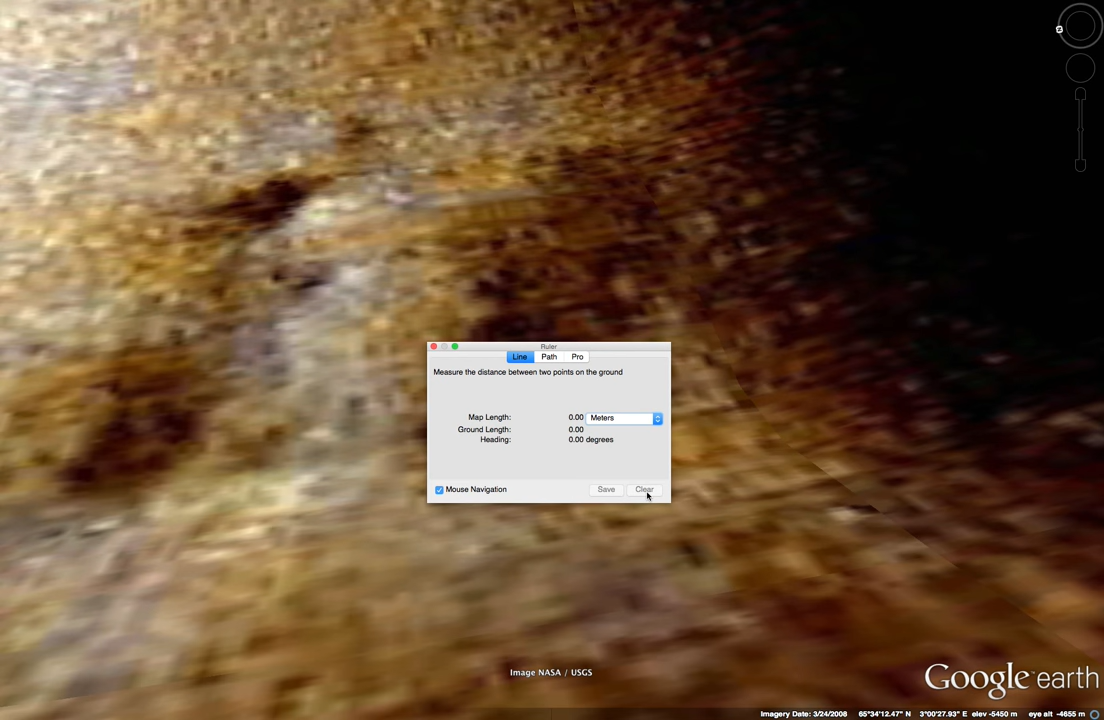 Ruler
Line Path Pro
Measure the distance between two points on the ground
Map Length: 0.00 Meters
Ground Length: 0.00
Heading: 0.00 degrees
Mouse Navigation Save Clear
Image NASA / USGS
Google earth
Imagery Date: 3/24/2008 65°34'12.47" N 3°00'27.93" E elev -5450 m eye alt -4655 m